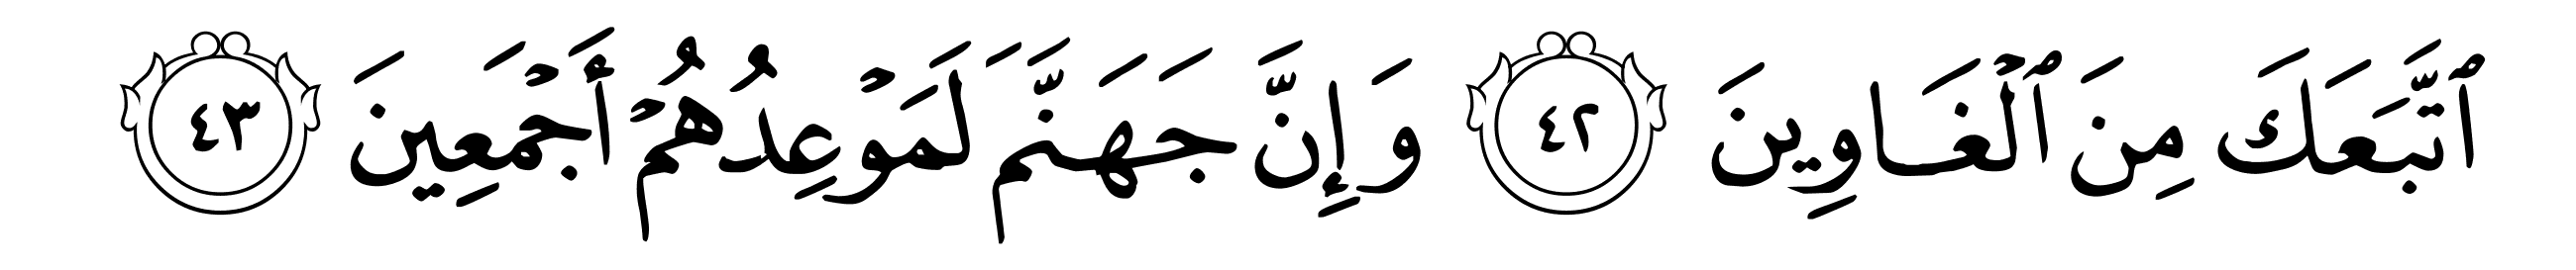 ٱتَّبَعَكَ مِنَ ٱلْغَاوِينَ ٤٢ وَإِنَّ جَهَنَّمَ لَمَوْعِدُهُمْ أَجْمَعِينَ ٤٣